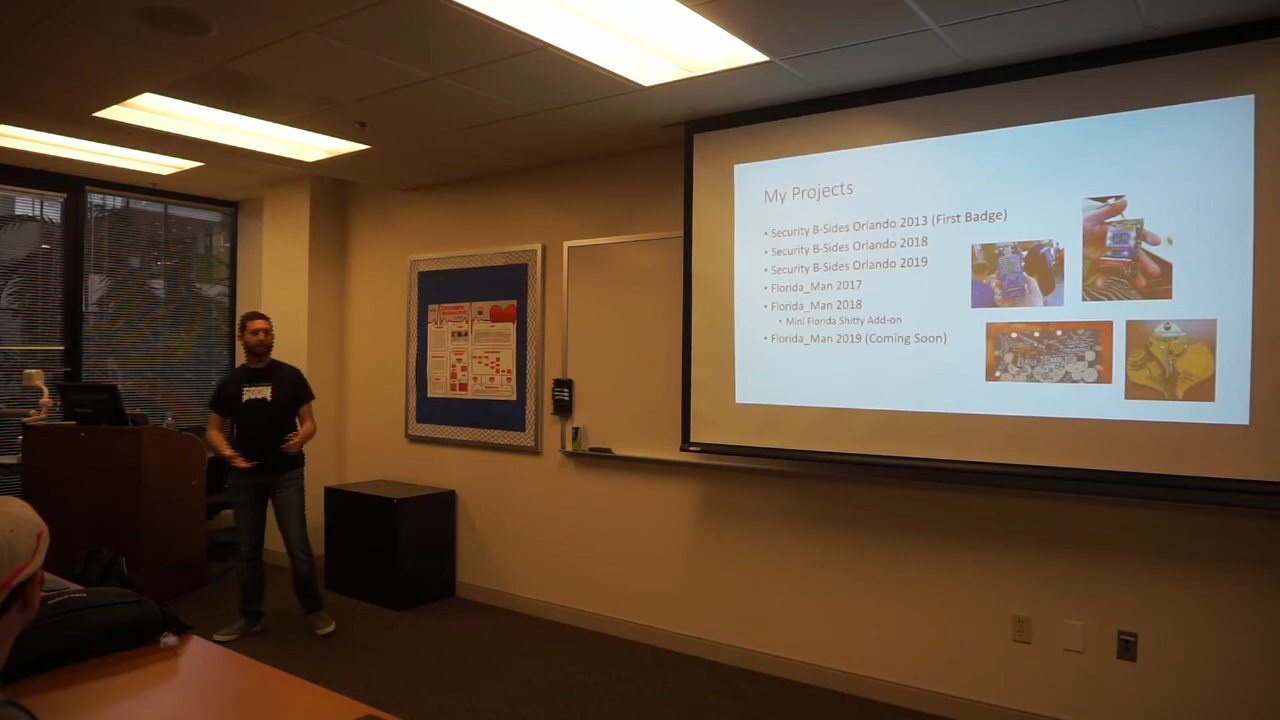 My Projects
• Security B-Sides Orlando 2013 (First Badge)
• Security B-Sides Orlando 2018
• Security B-Sides Orlando 2019
• Florida_Man 2017
• Florida_Man 2018
• Mini Florida Shitty Add-on
• Florida_Man 2019 (Coming Soon)